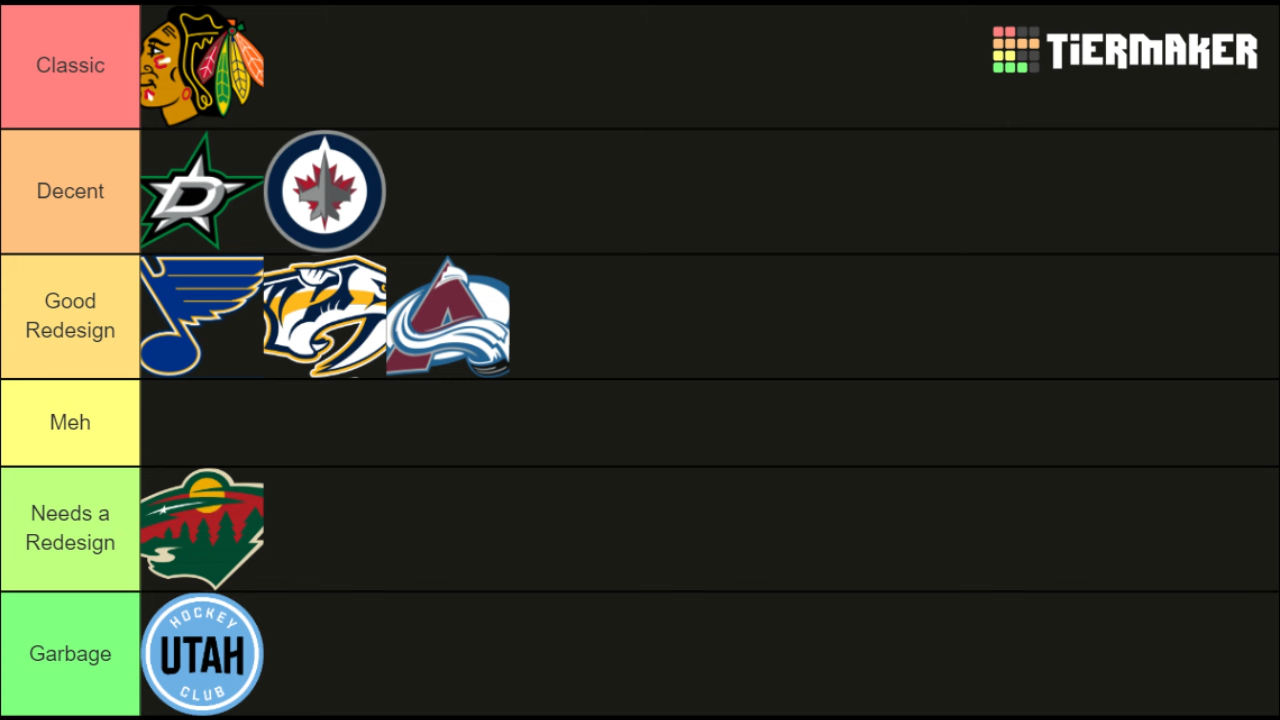 Classic
TiERMAKER
Decent
D
Good
Redesign
A
Meh
Needs a
Redesign
Garbage
HOCKEY
UTAH
CLUB